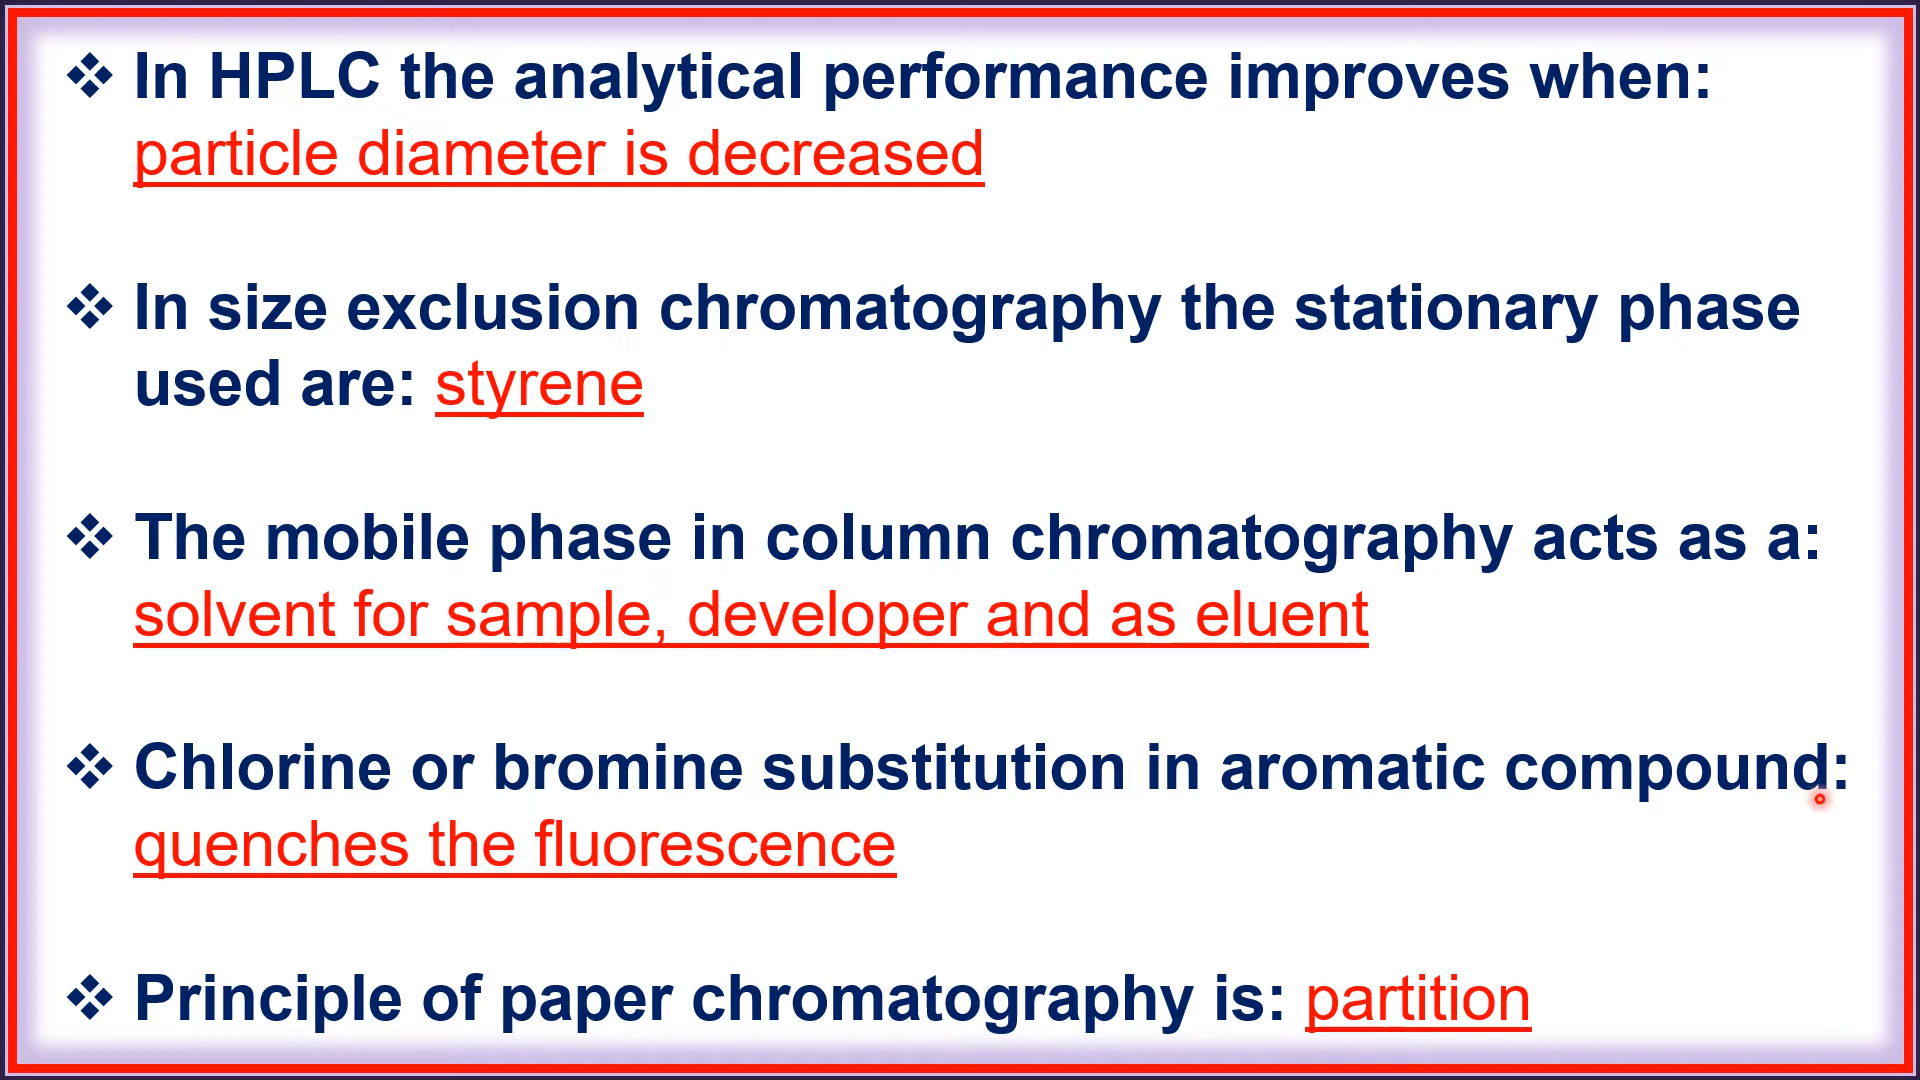 ❖ In HPLC the analytical performance improves when:
particle diameter is decreased
❖ In size exclusion chromatography the stationary phase
used are: styrene
❖ The mobile phase in column chromatography acts as a:
solvent for sample, developer and as eluent
❖ Chlorine or bromine substitution in aromatic compound:
quenches the fluorescence
❖ Principle of paper chromatography is: partition